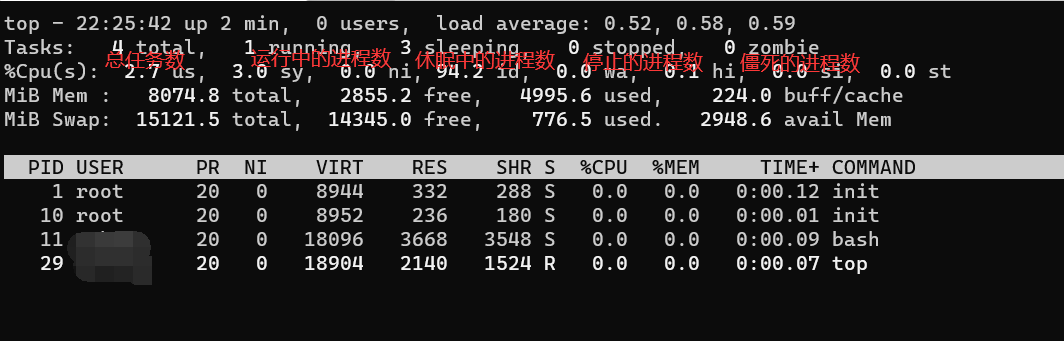 top - 22:25:42 up 2 min,  0 users,  load average: 0.52, 0.58, 0.59
Tasks:   4 total,   1 running,   3 sleeping,   0 stopped,   0 zombie
总任务数 运行中的进程数 休眠中的进程数 停止的进程数 僵死的进程数
%Cpu(s):  2.7 us,  3.0 sy,  0.0 ni, 94.2 id,  0.0 wa,  0.1 hi,  0.0 si,  0.0 st
MiB Mem :   8074.8 total,   2855.2 free,   4995.6 used,    224.0 buff/cache
MiB Swap:  15121.5 total,  14345.0 free,    776.5 used.   2948.6 avail Mem
PID USER      PR  NI    VIRT    RES    SHR S  %CPU  %MEM     TIME+ COMMAND
1 root      20   0    8944    332    288 S   0.0   0.0   0:00.12 init
10 root      20   0    8952    236    180 S   0.0   0.0   0:00.01 init
11           20   0   18096   3668   3548 S   0.0   0.0   0:00.09 bash
29           20   0   18904   2140   1524 R   0.0   0.0   0:00.07 top